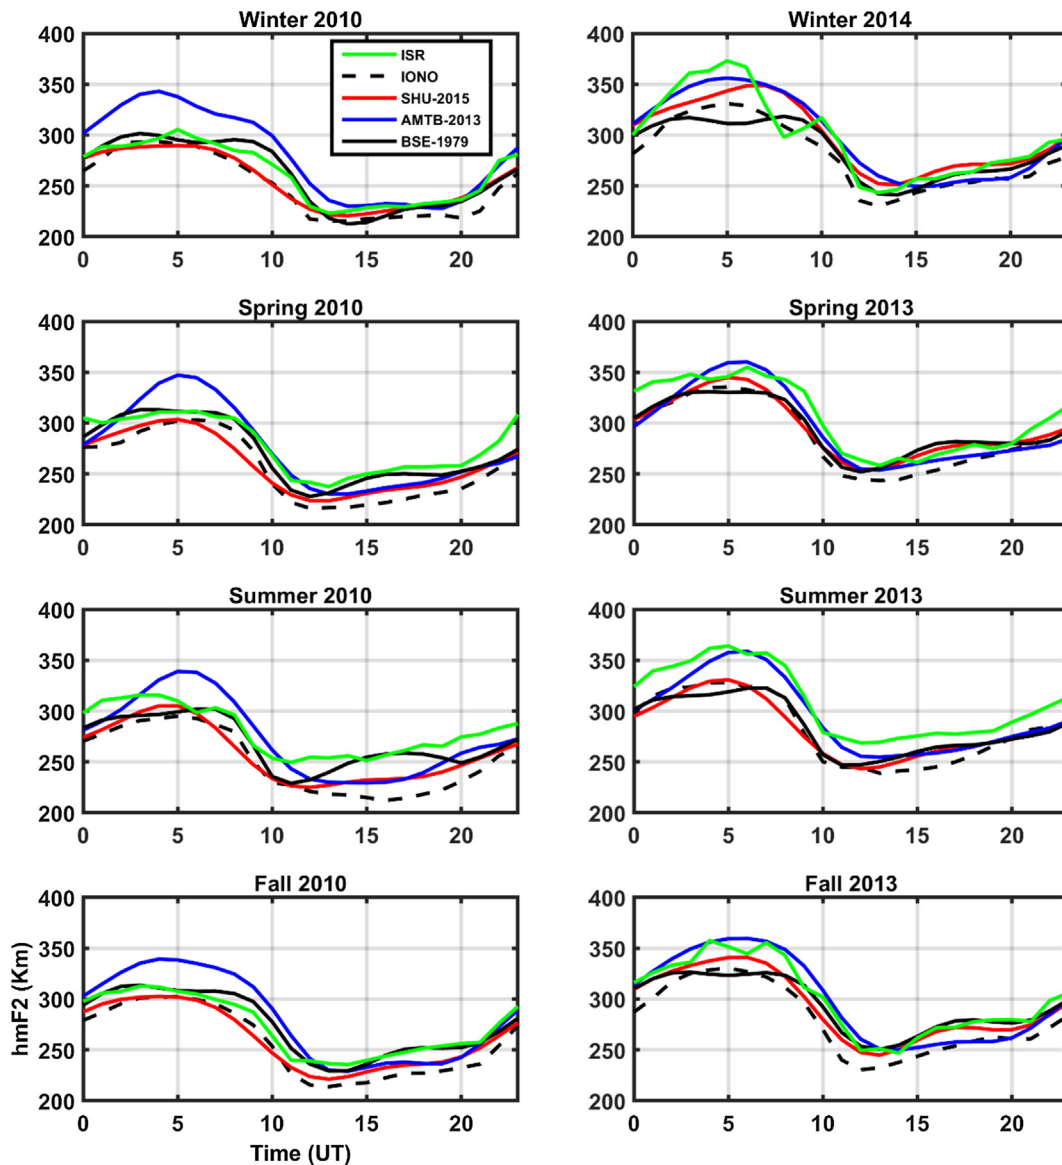 Winter 2010
400
350
300
250
200
0 5 10 15 20
ISR
IONO
SHU-2015
AMTB-2013
BSE-1979
Winter 2014
400
350
300
250
200
0 5 10 15 20
Spring 2010
400
350
300
250
200
0 5 10 15 20
Spring 2013
400
350
300
250
200
0 5 10 15 20
Summer 2010
400
350
300
250
200
0 5 10 15 20
Summer 2013
400
350
300
250
200
0 5 10 15 20
Fall 2010
hmF2 (Km)
400
350
300
250
200
0 5 10 15 20
Time (UT)
Fall 2013
400
350
300
250
200
0 5 10 15 20